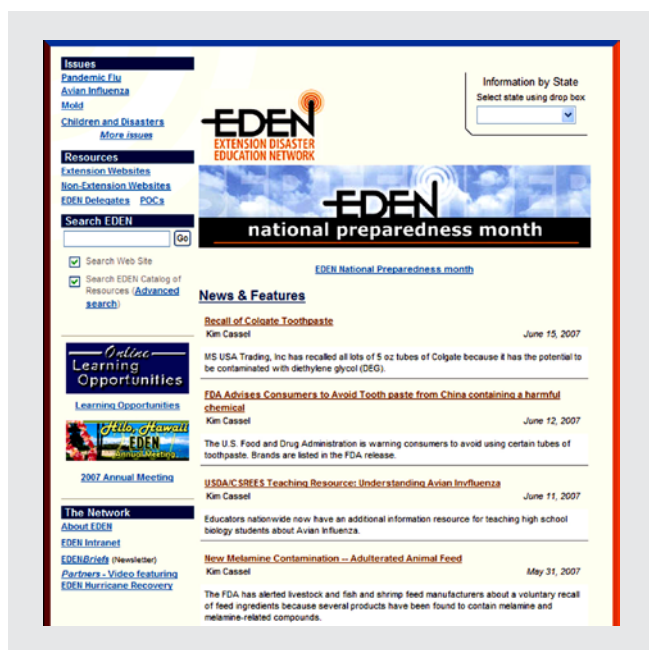 Issues
Pandemic Flu
Avian Influenza
Mold
Children and Disasters
More issues
Resources
Extension Websites
Non-Extension Websites
EDEN Delegates POCs
Search EDEN
Go
Search Web Site
Search EDEN Catalog of
Resources (Advanced
search)
Online
Learning
Opportunities
Learning Opportunities
Hilo, Hawaii
EDEN
Annual Meeting
2007 Annual Meeting
The Network
About EDEN
EDEN Intranet
EDENBriefs (Newsletter)
Partners - Video featuring
EDEN Hurricane Recovery
EDEN
EXTENSION DISASTER
EDUCATION NETWORK
Information by State
Select state using drop box
EDEN
national preparedness month
EDEN National Preparedness month
News & Features
Recall of Colgate Toothpaste
Kim Cassel June 15, 2007
MS USA Trading, Inc has recalled all lots of 5 oz tubes of Colgate because it has the potential to
be contaminated with diethylene glycol (DEG).
FDA Advises Consumers to Avoid Tooth paste from China containing a harmful
chemical
Kim Cassel June 12, 2007
The U.S. Food and Drug Administration is warning consumers to avoid using certain tubes of
toothpaste. Brands are listed in the FDA release.
USDA/CSREES Teaching Resource: Understanding Avian Invfluenza
Kim Cassel June 11, 2007
Educators nationwide now have an additional information resource for teaching high school
biology students about Avian Influenza.
New Melamine Contamination -- Adulterated Animal Feed
Kim Cassel May 31, 2007
The FDA has alerted livestock and fish and shrimp feed manufacturers about a voluntary recall
of feed ingredients because several products have been found to contain melamine and
melamine-related compounds.